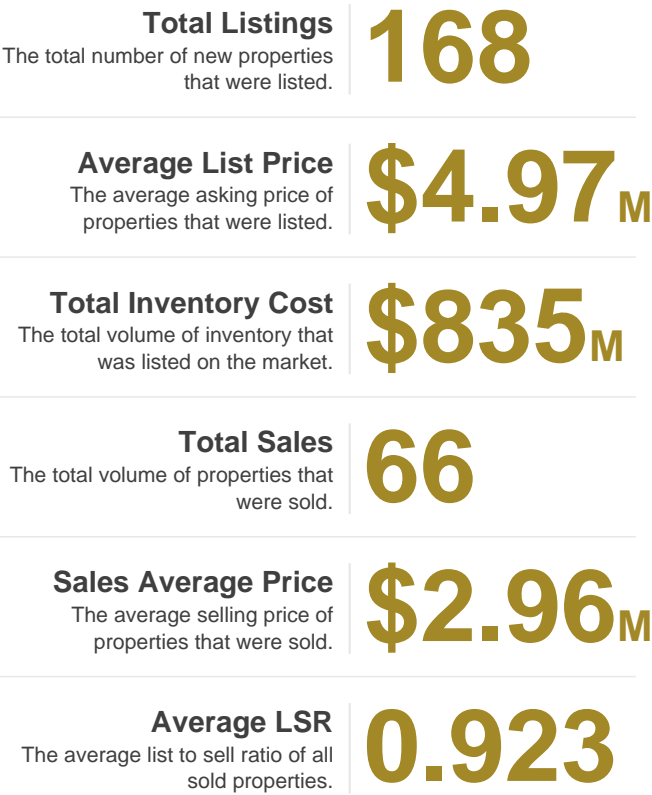 Total Listings
The total number of new properties
that were listed.
168
Average List Price
The average asking price of
properties that were listed.
$4.97M
Total Inventory Cost
The total volume of inventory that
was listed on the market.
$835M
Total Sales
The total volume of properties that
were sold.
66
Sales Average Price
The average selling price of
properties that were sold.
$2.96M
Average LSR
The average list to sell ratio of all
sold properties.
0.923